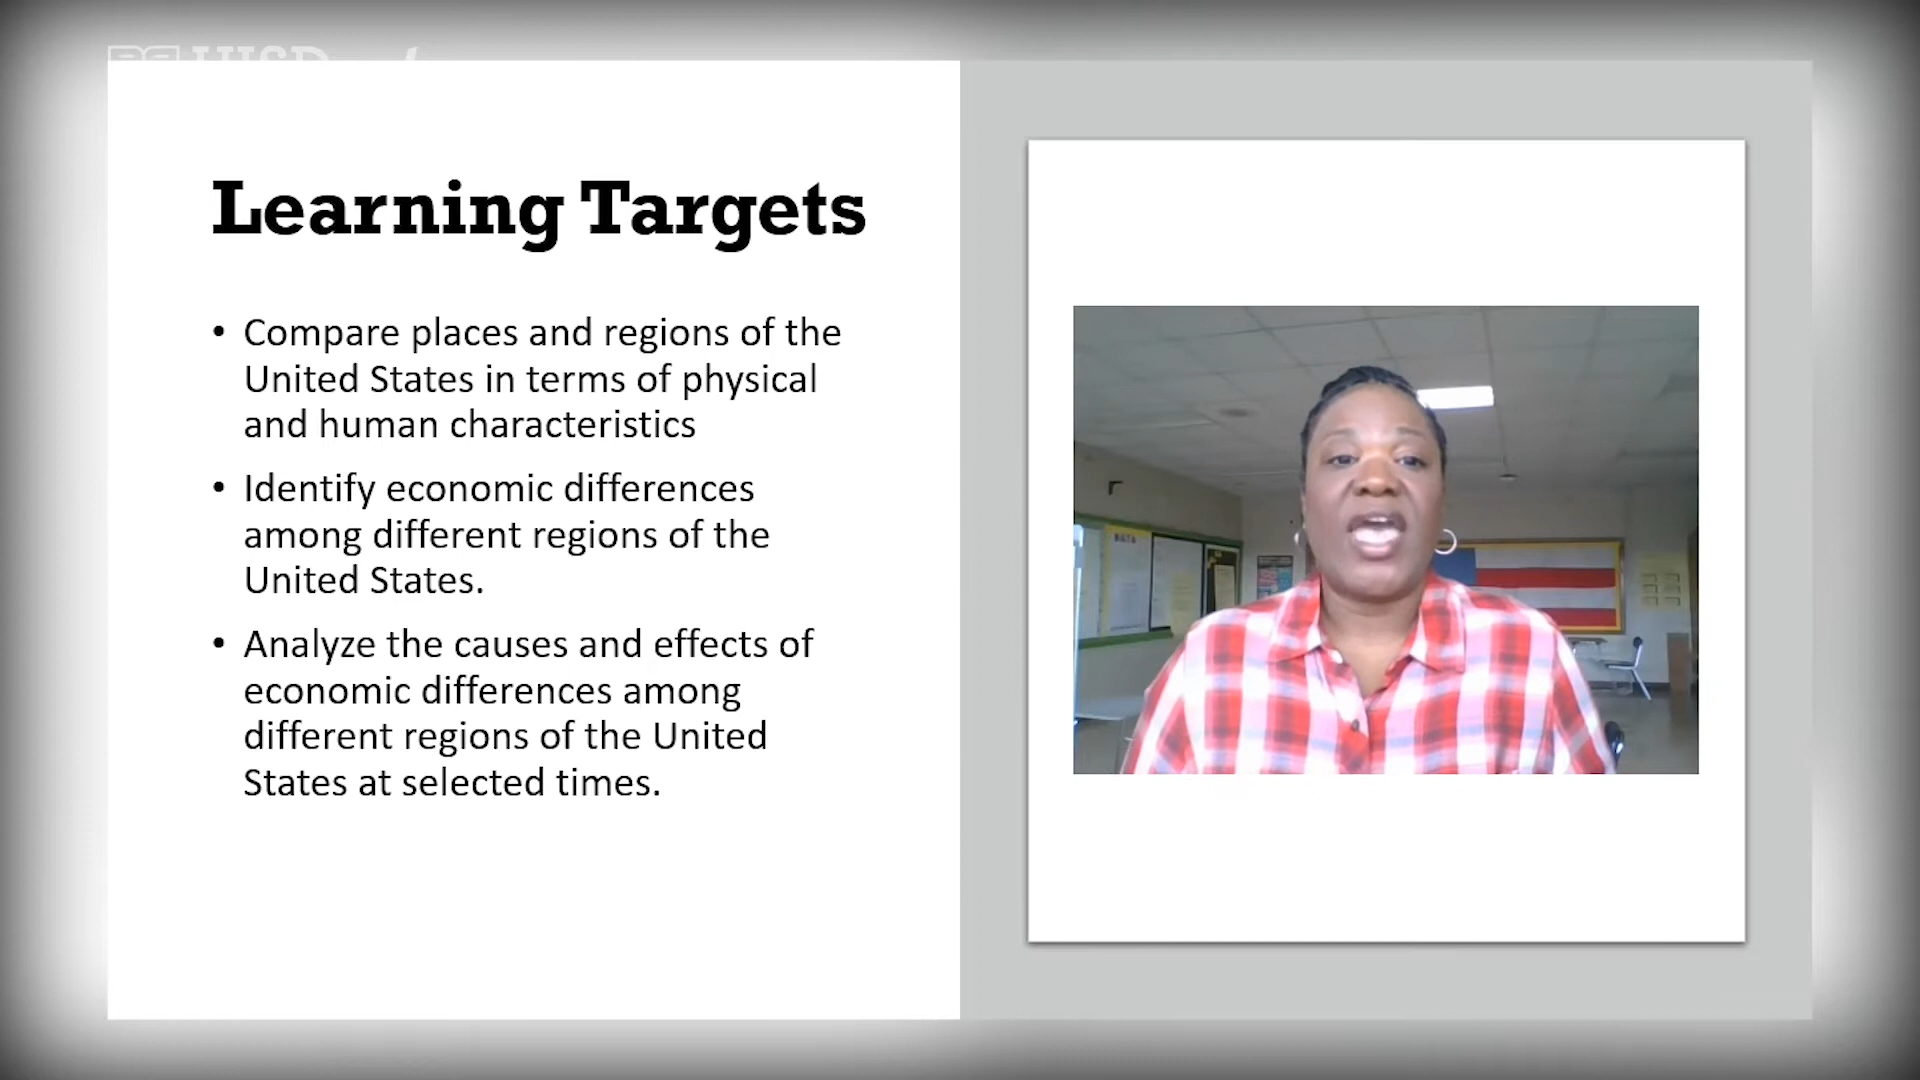 HISD
Learning Targets
• Compare places and regions of the
United States in terms of physical
and human characteristics
• Identify economic differences
among different regions of the
United States.
• Analyze the causes and effects of
economic differences among
different regions of the United
States at selected times.